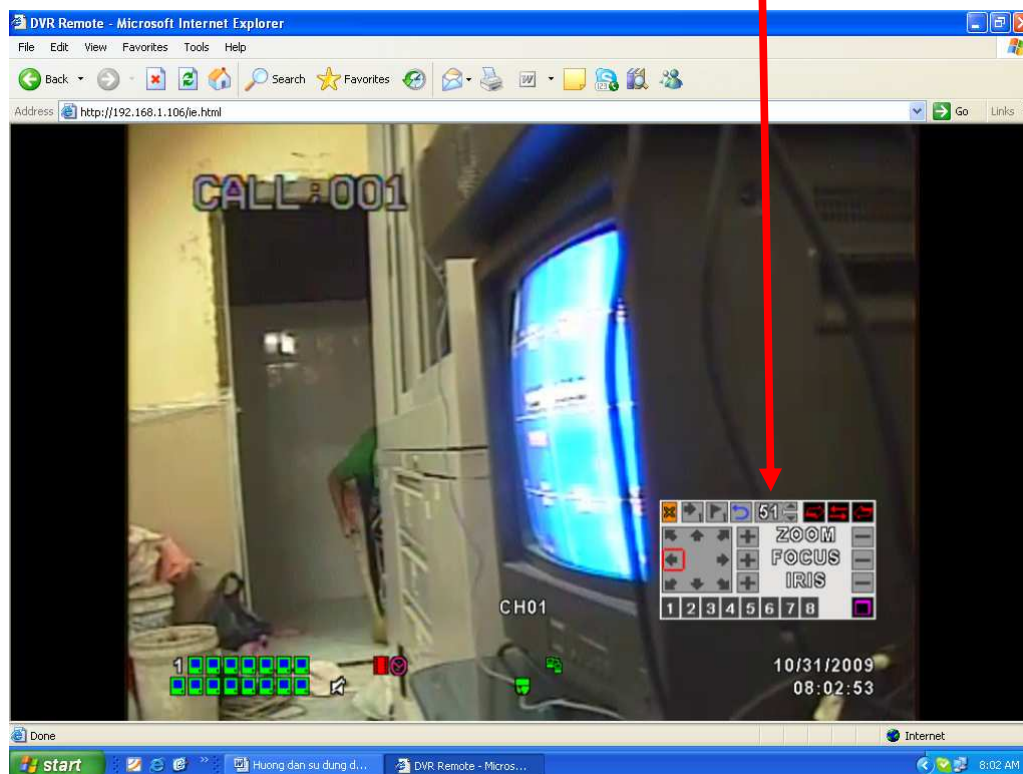 DVR Remote - Microsoft Internet Explorer
File Edit View Favorites Tools Help
Back Search Favorites
Address http://192.168.1.106/ie.html Go Links
CALL:001
51
ZOOM
FOCUS
IRIS
1 2 3 4 5 6 7 8
CH01
1
10/31/2009
08:02:53
Done Internet
start Huong dan su dung d... DVR Remote - Micros... 8:02 AM